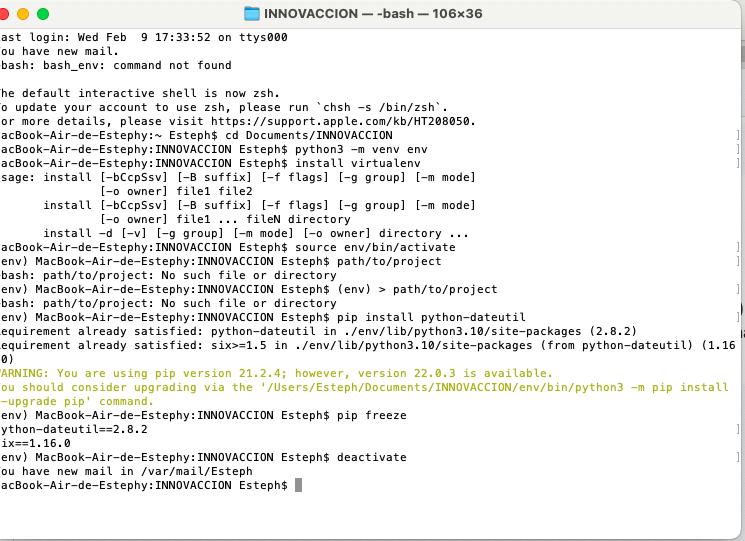 INNOVACCION — -bash — 106×36
ast login: Wed Feb  9 17:33:52 on ttys000
ou have new mail.
bash: bash_env: command not found
he default interactive shell is now zsh.
o update your account to use zsh, please run `chsh -s /bin/zsh`.
or more details, please visit https://support.apple.com/kb/HT208050.
acBook-Air-de-Estephy:~ Esteph$ cd Documents/INNOVACCION
acBook-Air-de-Estephy:INNOVACCION Esteph$ python3 -m venv env
acBook-Air-de-Estephy:INNOVACCION Esteph$ install virtualenv
sage: install [-bCcpSsv] [-B suffix] [-f flags] [-g group] [-m mode]
[-o owner] file1 file2
install [-bCcpSsv] [-B suffix] [-f flags] [-g group] [-m mode]
[-o owner] file1 ... fileN directory
install -d [-v] [-g group] [-m mode] [-o owner] directory ...
acBook-Air-de-Estephy:INNOVACCION Esteph$ source env/bin/activate
env) MacBook-Air-de-Estephy:INNOVACCION Esteph$ path/to/project
bash: path/to/project: No such file or directory
env) MacBook-Air-de-Estephy:INNOVACCION Esteph$ (env) > path/to/project
bash: path/to/project: No such file or directory
env) MacBook-Air-de-Estephy:INNOVACCION Esteph$ pip install python-dateutil
equirement already satisfied: python-dateutil in ./env/lib/python3.10/site-packages (2.8.2)
equirement already satisfied: six>=1.5 in ./env/lib/python3.10/site-packages (from python-dateutil) (1.16
0)
ARNING: You are using pip version 21.2.4; however, version 22.0.3 is available.
ou should consider upgrading via the '/Users/Esteph/Documents/INNOVACCION/env/bin/python3 -m pip install
-upgrade pip' command.
env) MacBook-Air-de-Estephy:INNOVACCION Esteph$ pip freeze
ython-dateutil==2.8.2
ix==1.16.0
env) MacBook-Air-de-Estephy:INNOVACCION Esteph$ deactivate
ou have new mail in /var/mail/Esteph
acBook-Air-de-Estephy:INNOVACCION Esteph$